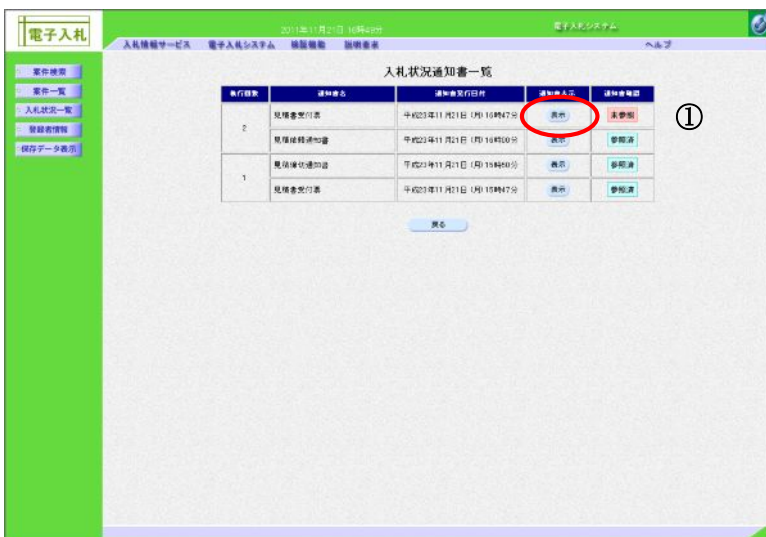 電子入札
2011年11月21日 16時48分
電子入札システム
入札情報サービス 電子入札システム 検証機能 説明要求
ヘルプ
案件検索
案件一覧
入札状況一覧
登録者情報
保存データ表示
入札状況通知書一覧
執行回数 通知書名 通知書発行日付 通知書表示 通知書確認
2
見積書受付票 平成23年11月21日 (月) 16時47分 表示 未参照
①
見積依頼通知書 平成23年11月21日 (月) 16時00分 表示 参照済
1
見積締切通知書 平成23年11月21日 (月) 15時50分 表示 参照済
見積書受付票 平成23年11月21日 (月) 15時47分 表示 参照済
戻る